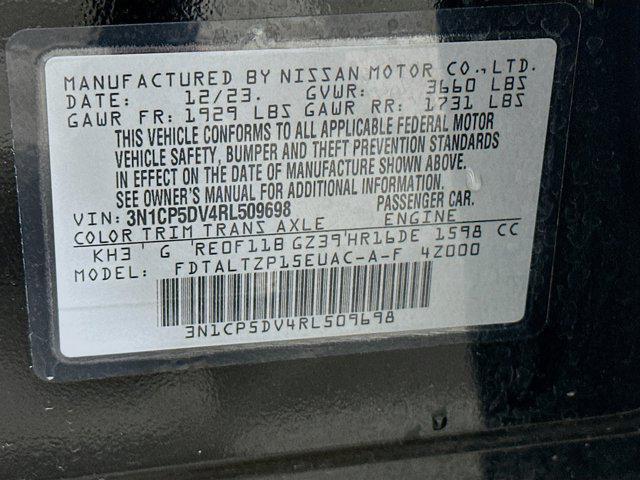 MANUFACTURED BY NISSAN MOTOR CO., LTD.
DATE: 12/23. GVWR: 3660 LBS
GAWR FR: 1929 LBS GAWR RR: 1731 LBS
THIS VEHICLE CONFORMS TO ALL APPLICABLE FEDERAL MOTOR
VEHICLE SAFETY, BUMPER AND THEFT PREVENTION STANDARDS
IN EFFECT ON THE DATE OF MANUFACTURE SHOWN ABOVE.
SEE OWNER'S MANUAL FOR ADDITIONAL INFORMATION.
VIN: 3N1CP5DV4RL509698 PASSENGER CAR.
COLOR TRIM TRANS AXLE ENGINE
KH3 G RE0F11B GZ39 HR16DE 1598 CC
MODEL: FDTALTZP15EUAC-A-F 4Z000
3N1CP5DV4RL509698